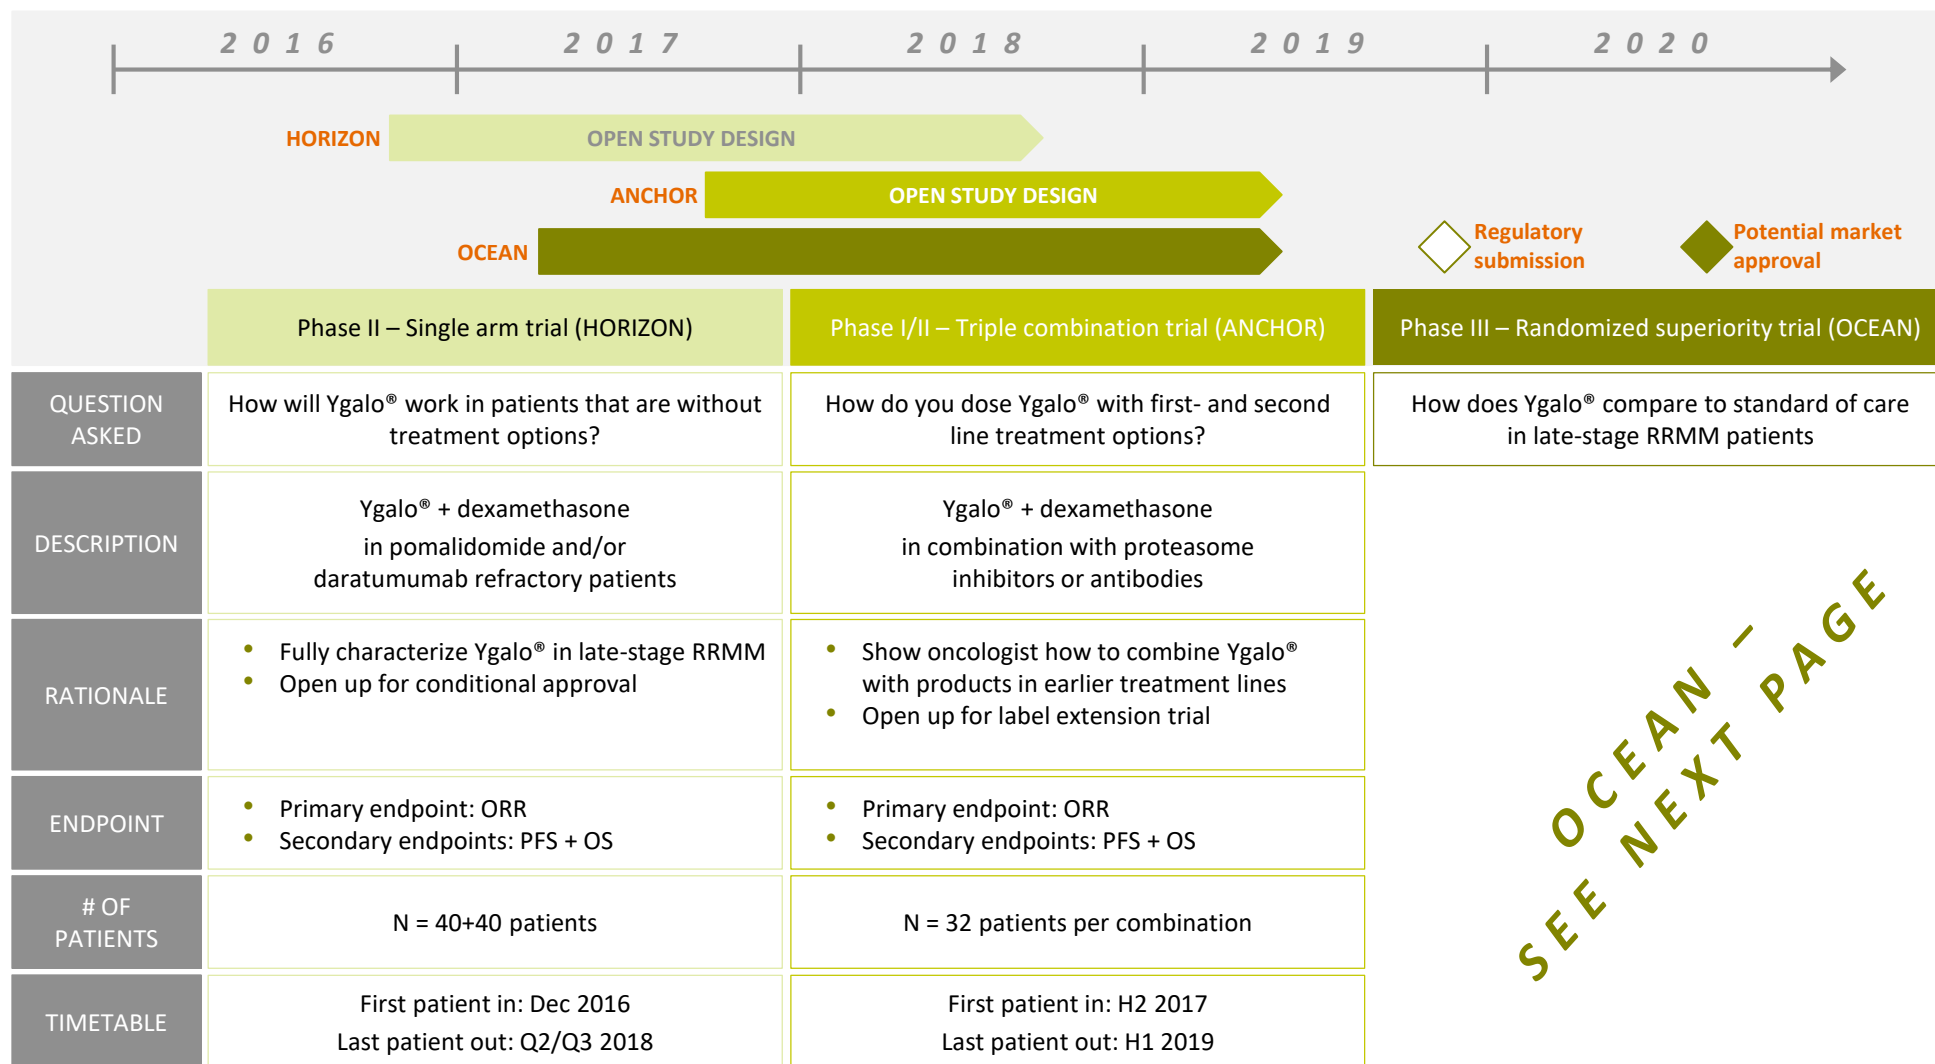 2016 2017 2018 2019 2020
HORIZON OPEN STUDY DESIGN
ANCHOR OPEN STUDY DESIGN
OCEAN
Regulatory
submission
Potential market
approval
Phase II – Single arm trial (HORIZON)
Phase I/II – Triple combination trial (ANCHOR)
Phase III – Randomized superiority trial (OCEAN)
QUESTION
ASKED
How will Ygalo® work in patients that are without
treatment options?
How do you dose Ygalo® with first- and second
line treatment options?
How does Ygalo® compare to standard of care
in late-stage RRMM patients
DESCRIPTION
Ygalo® + dexamethasone
in pomalidomide and/or
daratumumab refractory patients
Ygalo® + dexamethasone
in combination with proteasome
inhibitors or antibodies
RATIONALE
• Fully characterize Ygalo® in late-stage RRMM
• Open up for conditional approval
• Show oncologist how to combine Ygalo®
with products in earlier treatment lines
• Open up for label extension trial
ENDPOINT
• Primary endpoint: ORR
• Secondary endpoints: PFS + OS
• Primary endpoint: ORR
• Secondary endpoints: PFS + OS
# OF
PATIENTS
N = 40+40 patients
N = 32 patients per combination
TIMETABLE
First patient in: Dec 2016
Last patient out: Q2/Q3 2018
First patient in: H2 2017
Last patient out: H1 2019
OCEAN –
SEE NEXT PAGE